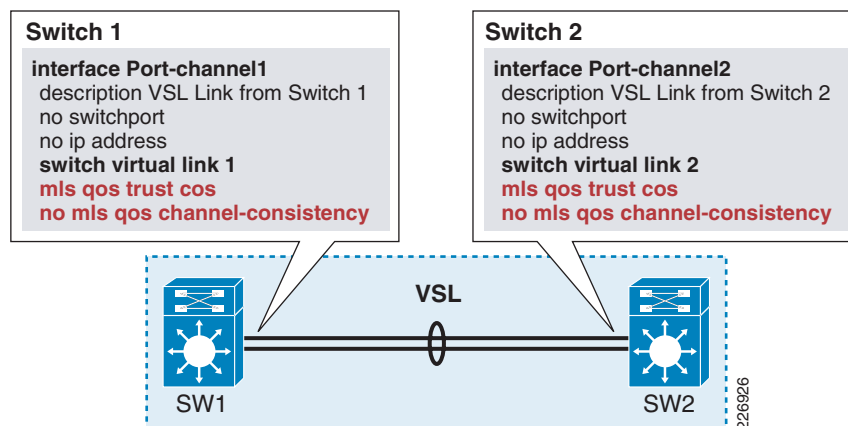 Switch 1
interface Port-channel1
description VSL Link from Switch 1
no switchport
no ip address
switch virtual link 1
mls qos trust cos
no mls qos channel-consistency
Switch 2
interface Port-channel2
description VSL Link from Switch 2
no switchport
no ip address
switch virtual link 2
mls qos trust cos
no mls qos channel-consistency
VSL
SW1
SW2
226926